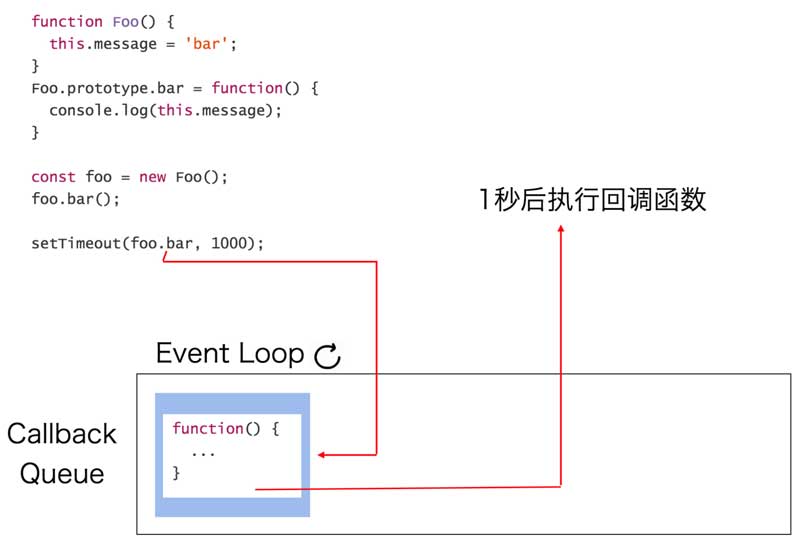 function Foo() {
  this.message = 'bar';
}
Foo.prototype.bar = function() {
  console.log(this.message);
}

const foo = new Foo();
foo.bar();

setTimeout(foo.bar, 1000);
1秒后执行回调函数
Event Loop
Callback
Queue
function() {
  ...
}